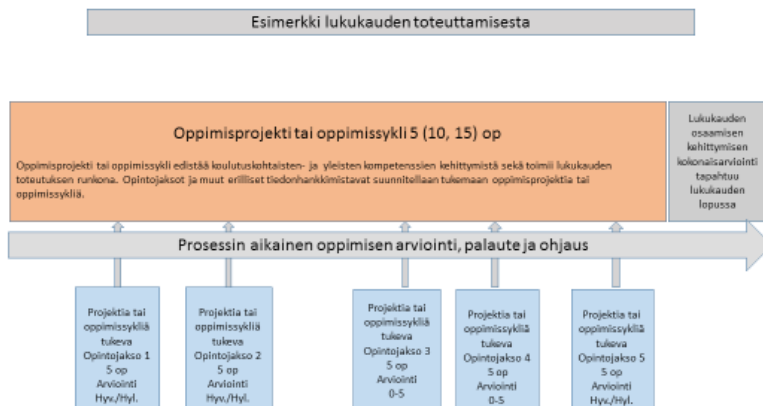 Esimerkki lukukauden toteuttamisesta
Oppimisprojekti tai oppimissykli 5 (10, 15) op
Oppimisprojekti tai oppimissykli edistää koulutuskohtaisten- ja yleisten kompetenssien kehittymistä sekä toimii lukukauden
toteutuksen runkona. Opintojaksot ja muut erilliset tiedonhankkimistavat suunnitellaan tukemaan oppimisprojektia tai
oppimissykliä.
Lukukauden
osaamisen
kehittymisen
kokonaisarviointi
tapahtuu
lukukauden
lopussa
Prosessin aikainen oppimisen arviointi, palaute ja ohjaus
Projektia tai
oppimissykliä
tukeva
Opintojakso 1
5 op
Arviointi
Hyv./Hyl.
Projektia tai
oppimissykliä
tukeva
Opintojakso 2
5 op
Arviointi
Hyv./Hyl.
Projektia tai
oppimissykliä
tukeva
Opintojakso 3
5 op
Arviointi
0-5
Projektia tai
oppimissykliä
tukeva
Opintojakso 4
5 op
Arviointi
0-5
Projektia tai
oppimissykliä
tukeva
Opintojakso 5
5 op
Arviointi
Hyv./Hyl.